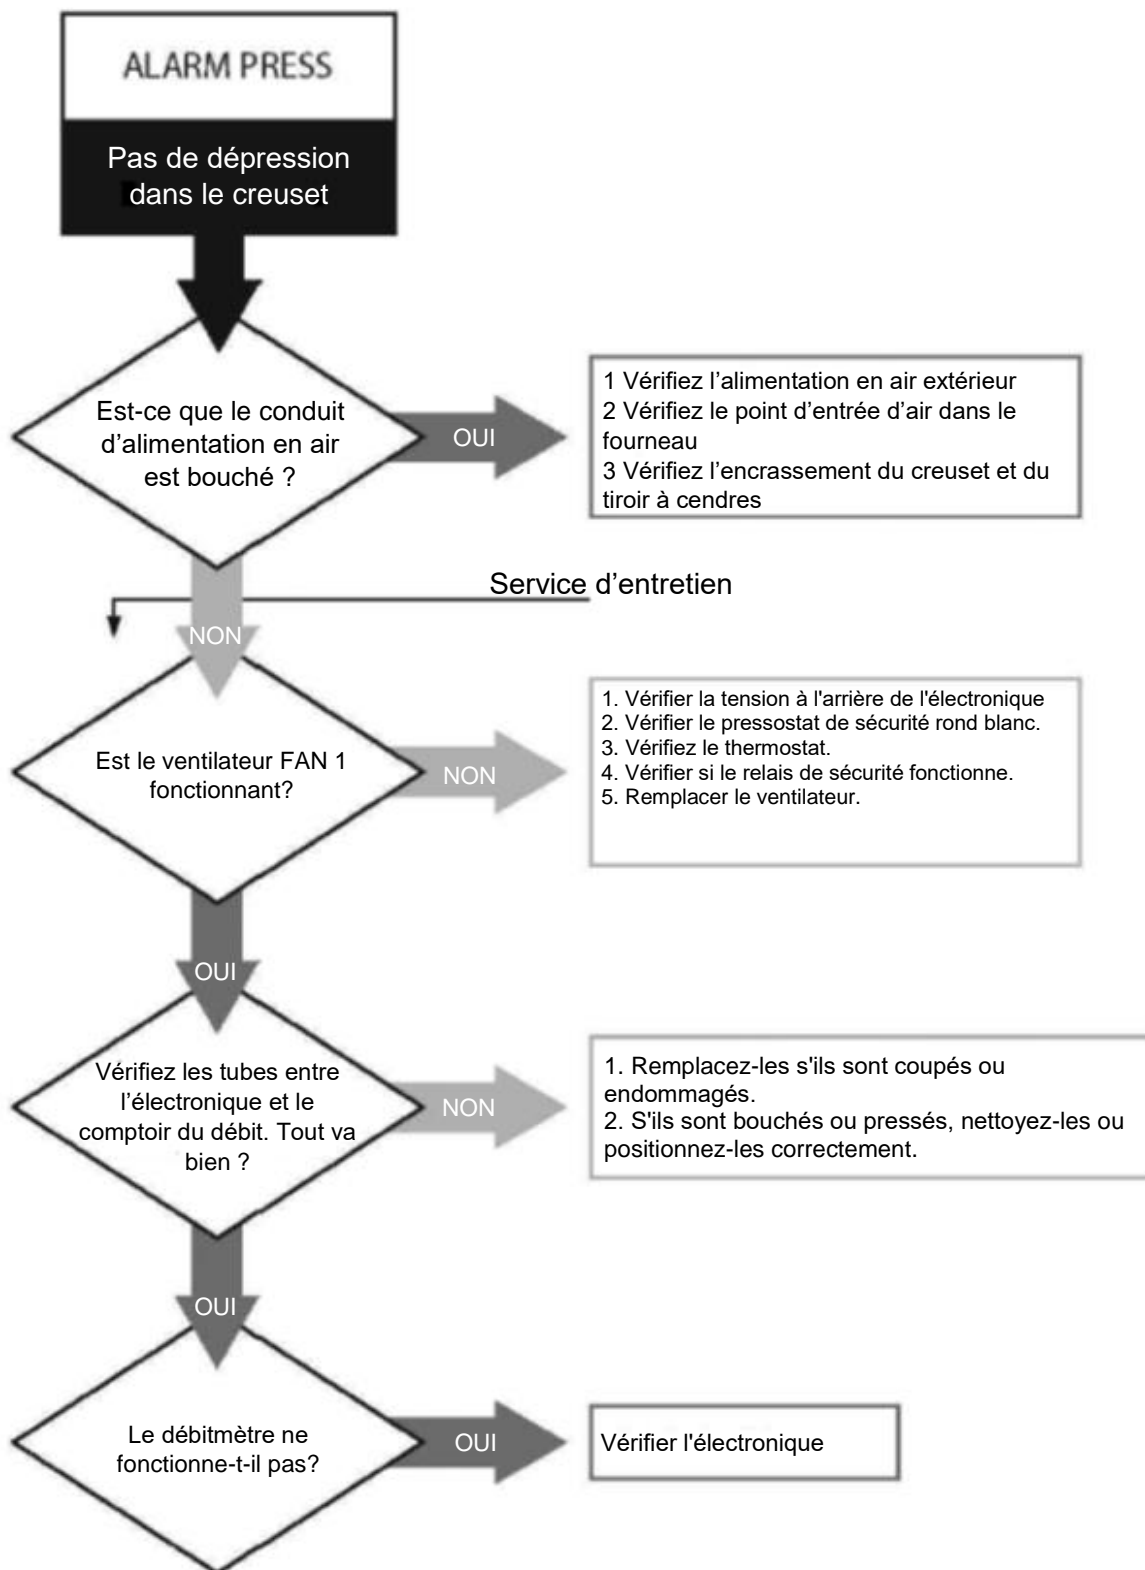 ALARM PRESS
Pas de dépression
dans le creuset
Est-ce que le conduit
d’alimentation en air
est bouché ?
OUI
1 Vérifiez l’alimentation en air extérieur
2 Vérifiez le point d’entrée d’air dans le
fourneau
3 Vérifiez l’encrassement du creuset et du
tiroir à cendres
Service d’entretien
NON
Est le ventilateur FAN 1
fonctionnant?
NON
1. Vérifier la tension à l'arrière de l'électronique
2. Vérifier le pressostat de sécurité rond blanc.
3. Vérifiez le thermostat.
4. Vérifier si le relais de sécurité fonctionne.
5. Remplacer le ventilateur.
OUI
Vérifiez les tubes entre
l’électronique et le
comptoir du débit. Tout va
bien ?
NON
1. Remplacez-les s'ils sont coupés ou
endommagés.
2. S'ils sont bouchés ou pressés, nettoyez-les ou
positionnez-les correctement.
OUI
Le débitmètre ne
fonctionne-t-il pas?
OUI
Vérifier l'électronique